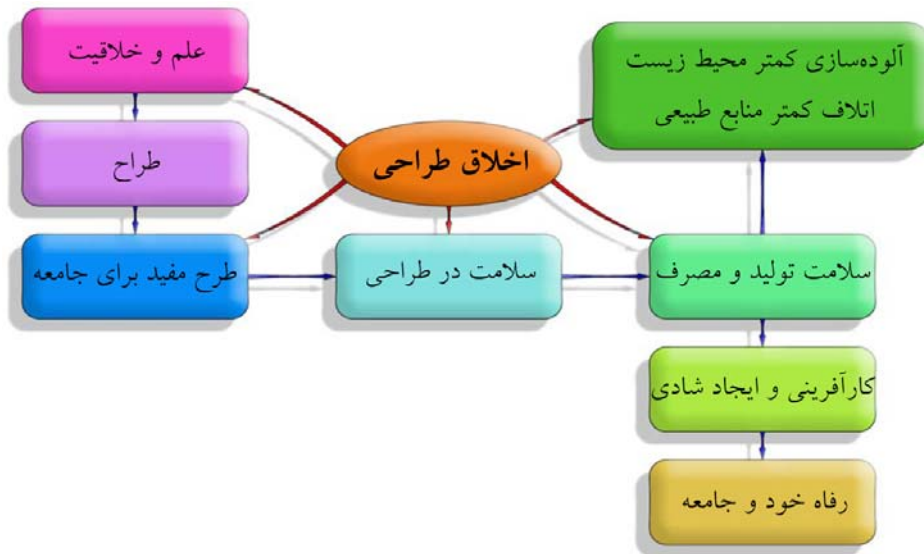 علم و خلاقیت
آلوده‌سازی کمتر محیط زیست
اتلاف کمتر منابع طبیعی
اخلاق طراحی
طراح
طرح مفید برای جامعه
سلامت در طراحی
سلامت تولید و مصرف
کارآفرینی و ایجاد شادی
رفاه خود و جامعه